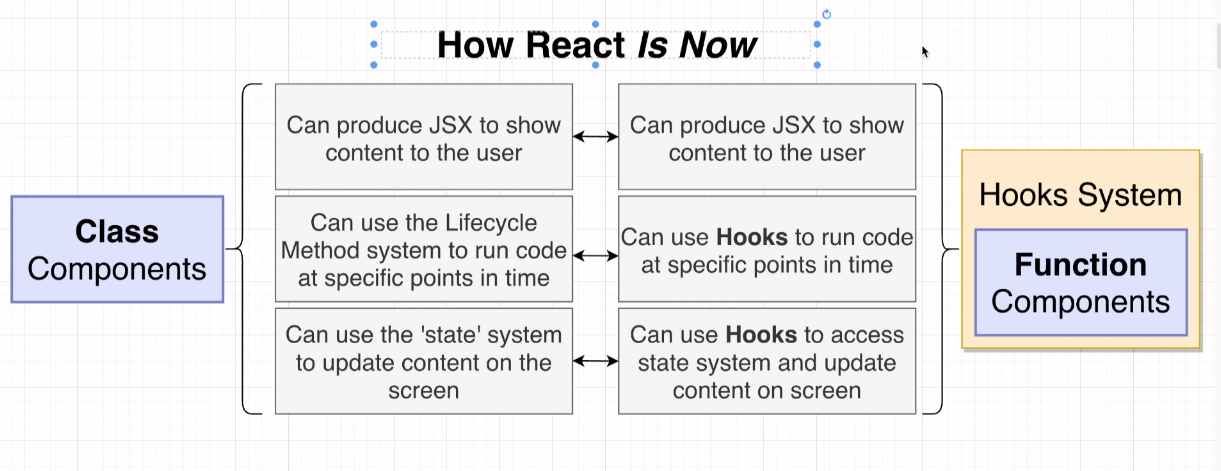 How React Is Now
Can produce JSX to show
content to the user
Can produce JSX to show
content to the user
Class
Components
Can use the Lifecycle
Method system to run code
at specific points in time
Can use Hooks to run code
at specific points in time
Hooks System
Function
Components
Can use the 'state' system
to update content on the
screen
Can use Hooks to access
state system and update
content on screen